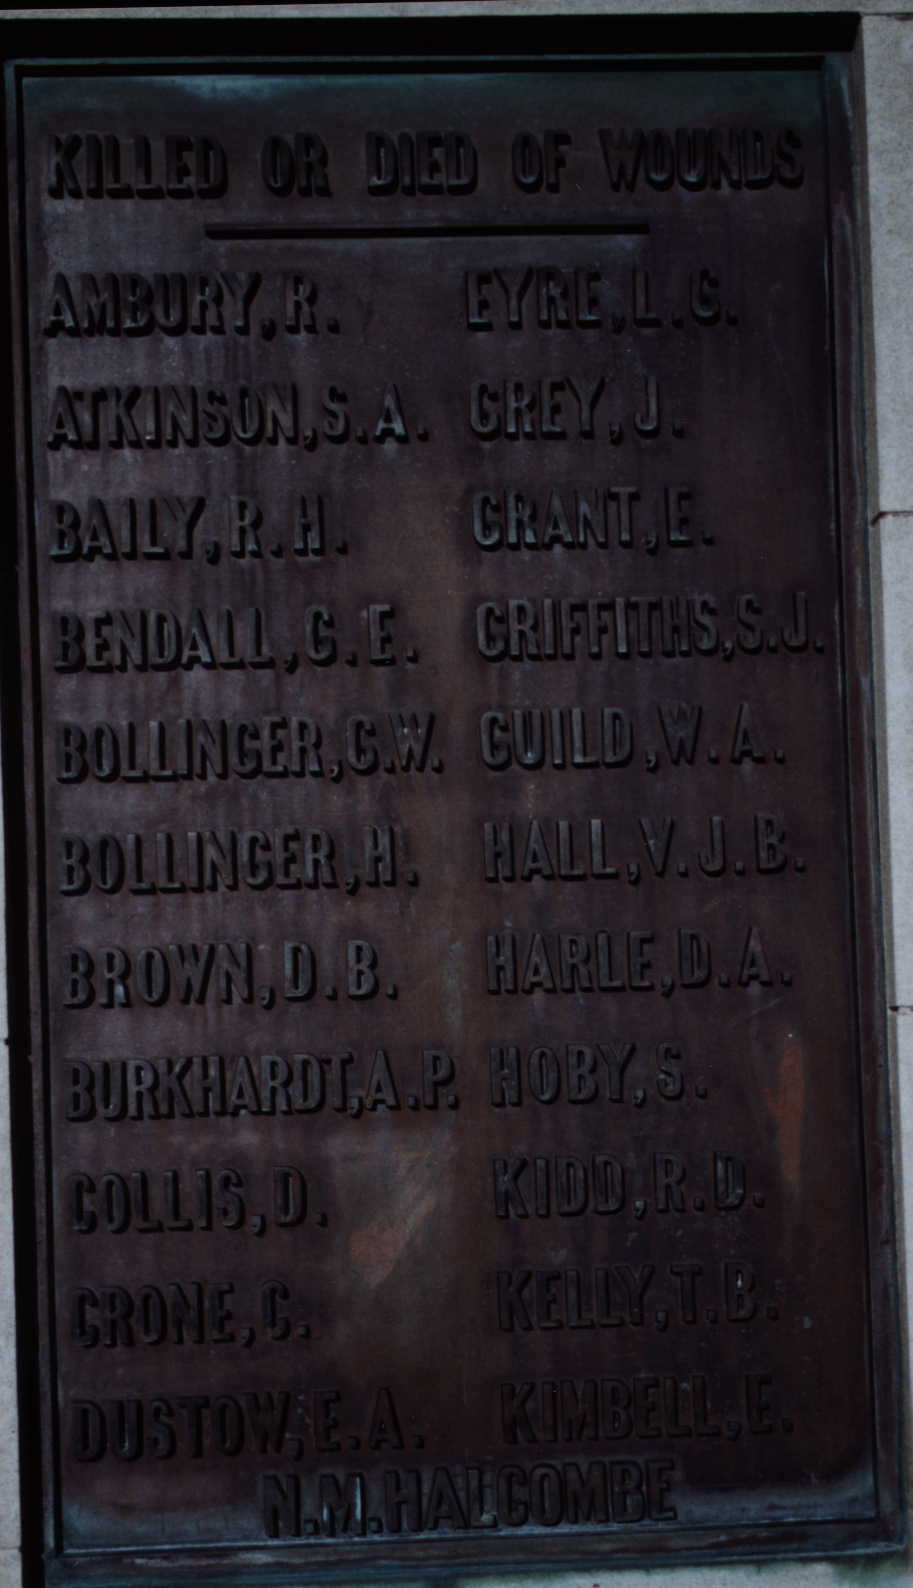 KILLED OR DIED OF WOUNDS
AMBURY, R.
ATKINSON, S.A.
BAILY, R.H.
BENDALL, G.E.
BOLLINGER, G.W.
BOLLINGER, H.
BROWN, D.B.
BURKHARDT, A.P.
COLLIS, D.
CRONE, C.
DUSTOW, E.A.
EYRE, L.G.
GREY, J.
GRANT, E.
GRIFFITHS, S.J.
GUILD, W.A.
HALL, V.J.B.
HARLE, D.A.
HOBY, S.
KIDD, R.D.
KELLY, T.B.
KIMBELL, E.
N.M. HALCOMBE